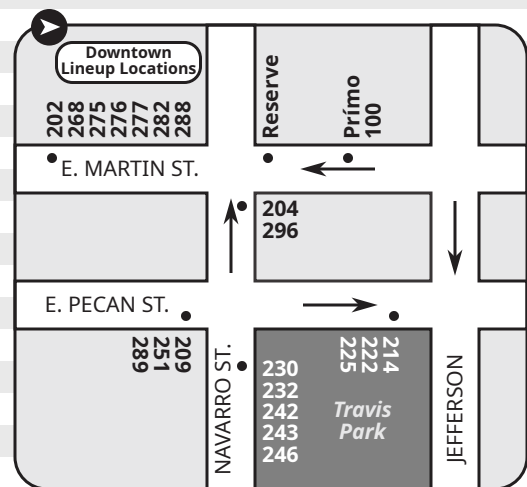 Downtown
Lineup Locations
202
268
275
276
277
282
288
Reserve
Prímo
100
E. MARTIN ST.
204
296
E. PECAN ST.
289
251
209
NAVARRO ST.
230
232
242
243
246
225
222
214
Travis
Park
JEFFERSON